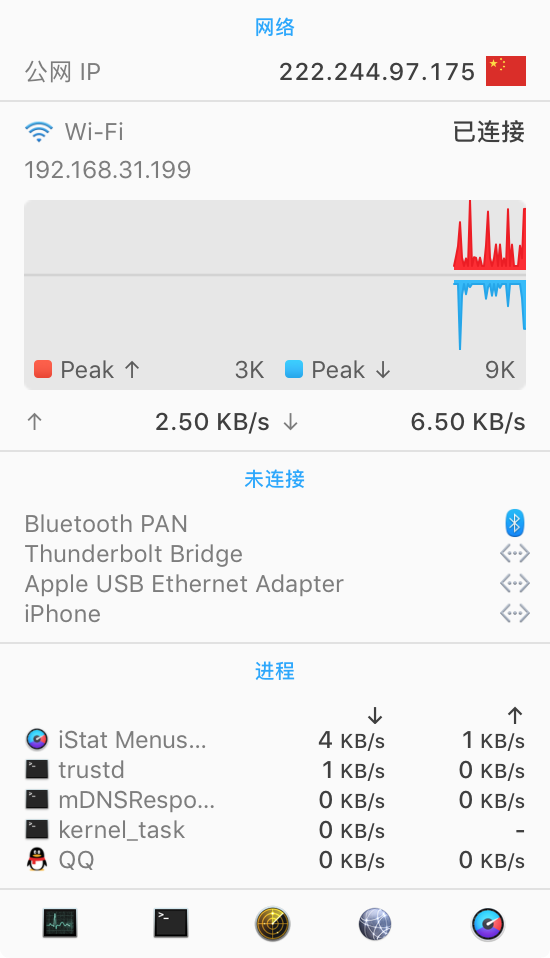 网络
公网 IP 222.244.97.175
Wi-Fi 已连接
192.168.31.199
Peak ↑ 3K Peak ↓ 9K
↑ 2.50 KB/s ↓ 6.50 KB/s
未连接
Bluetooth PAN
Thunderbolt Bridge
Apple USB Ethernet Adapter
iPhone
进程
↓ ↑
iStat Menus... 4 KB/s 1 KB/s
trustd 1 KB/s 0 KB/s
mDNSRespo... 0 KB/s 0 KB/s
kernel_task 0 KB/s -
QQ 0 KB/s 0 KB/s